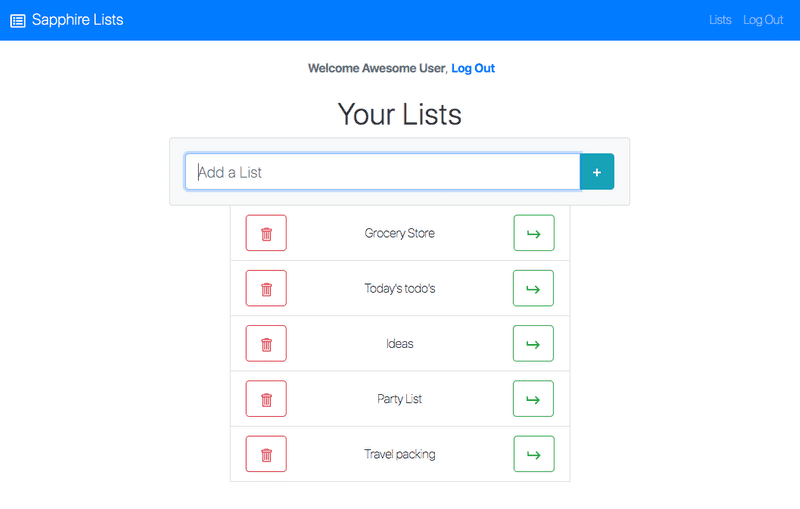 Sapphire Lists
Lists Log Out
Welcome Awesome User, Log Out
Your Lists
Add a List
+
Grocery Store
Today's todo's
Ideas
Party List
Travel packing